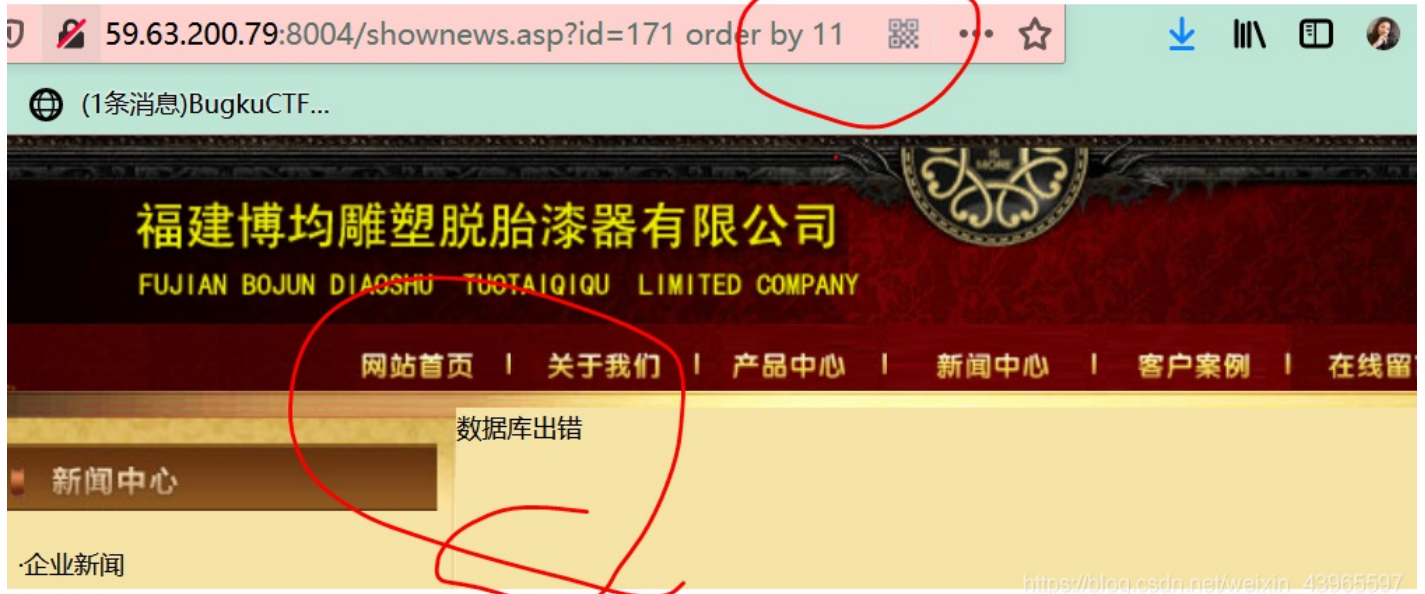 59.63.200.79:8004/shownews.asp?id=171 order by 11
(1条消息)BugkuCTF...
MORE
福建博均雕塑脱胎漆器有限公司
FUJIAN BOJUN DIAOSHU TUOTAIQIQU LIMITED COMPANY
网站首页 | 关于我们 | 产品中心 | 新闻中心 | 客户案例 | 在线留
数据库出错
新闻中心
·企业新闻
https://blog.csdn.net/weixin_43965597